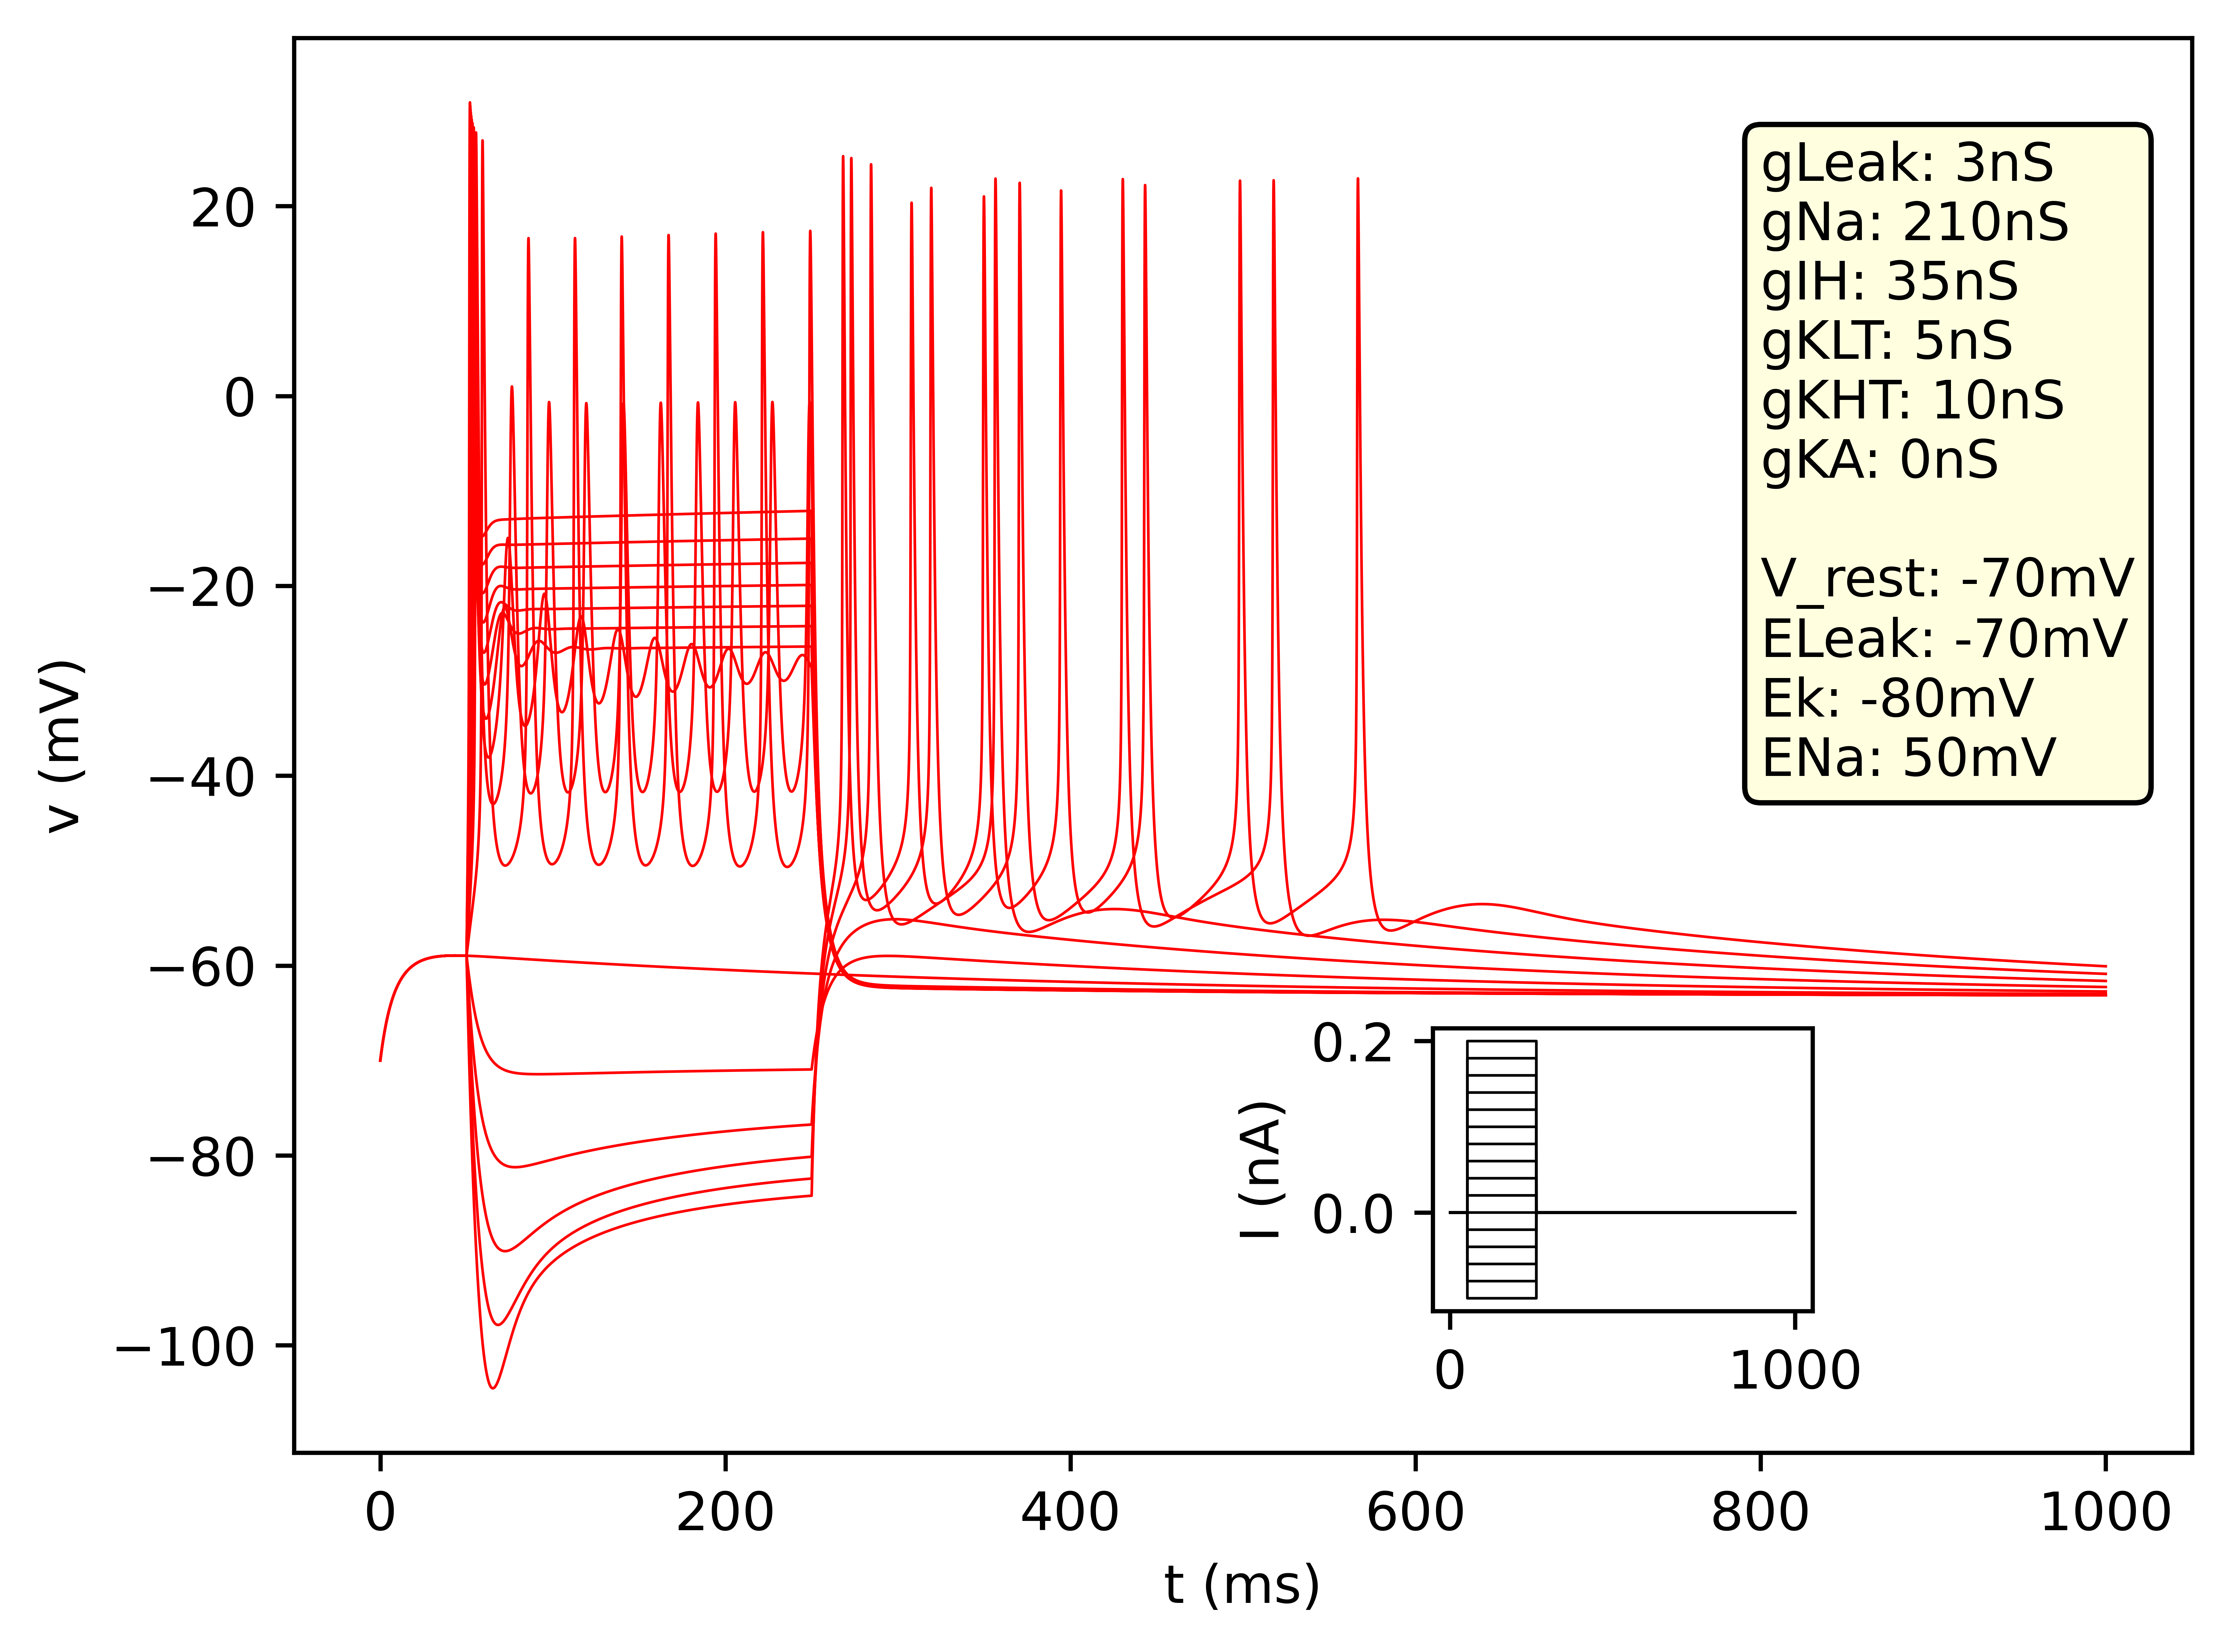 20
0
−20
−40
−60
−80
−100
v (mV)
0
200
400
600
800
1000
t (ms)
gLeak: 3nS
gNa: 210nS
gIH: 35nS
gKLT: 5nS
gKHT: 10nS
gKA: 0nS
V_rest: -70mV
ELeak: -70mV
Ek: -80mV
ENa: 50mV
0.2
0.0
I (nA)
0
1000